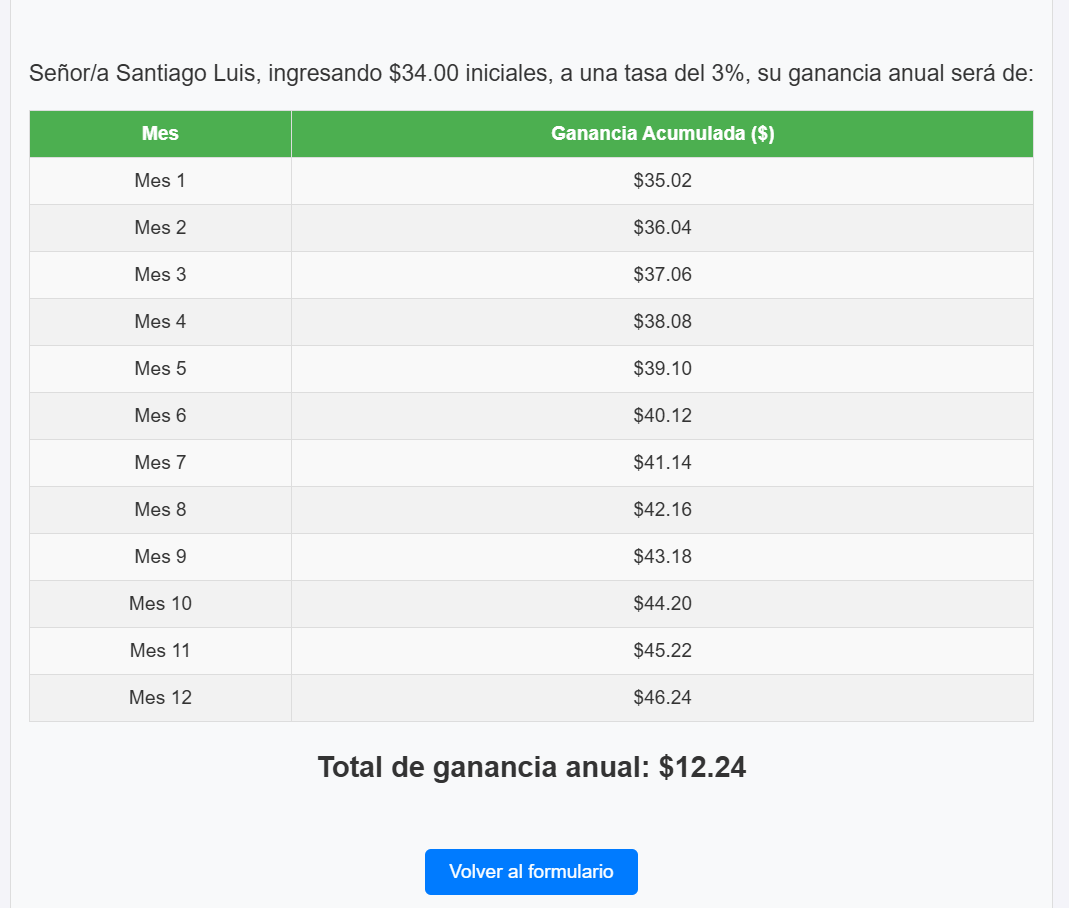 Señor/a Santiago Luis, ingresando $34.00 iniciales, a una tasa del 3%, su ganancia anual será de:
Mes Ganancia Acumulada ($)
Mes 1 $35.02
Mes 2 $36.04
Mes 3 $37.06
Mes 4 $38.08
Mes 5 $39.10
Mes 6 $40.12
Mes 7 $41.14
Mes 8 $42.16
Mes 9 $43.18
Mes 10 $44.20
Mes 11 $45.22
Mes 12 $46.24
Total de ganancia anual: $12.24
Volver al formulario